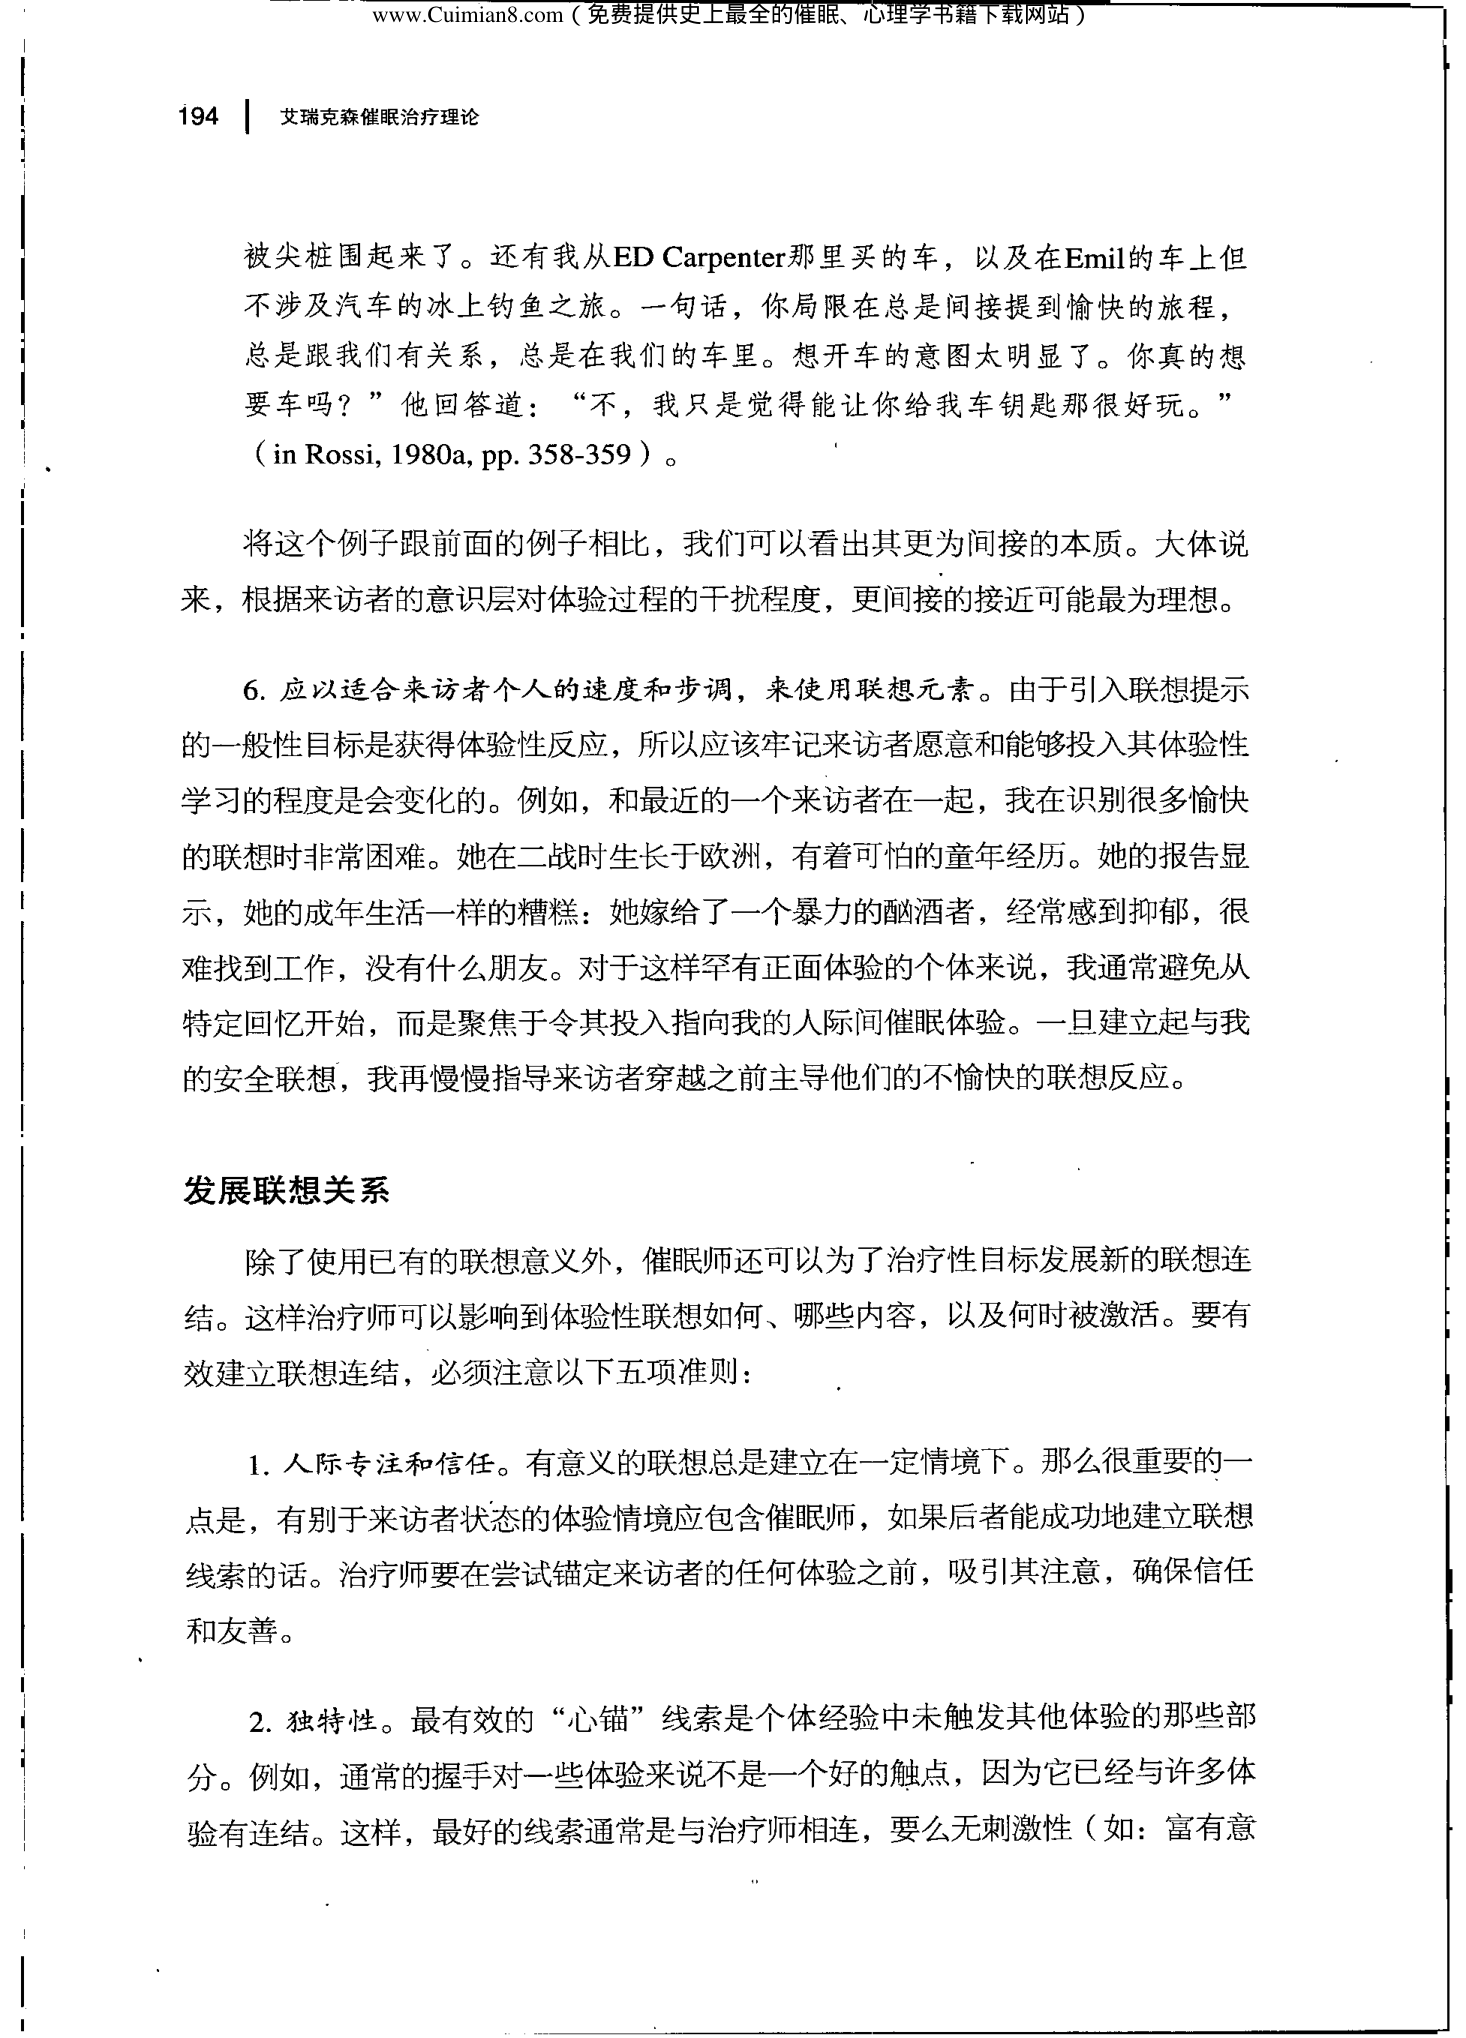 www.Cuimian8.com（免费提供史上最全的催眠、心理学书籍下载网站）
194 艾瑞克森催眠治疗理论
被尖桩围起来了。还有我从ED Carpenter那里买的车，以及在Emil的车上但
不涉及汽车的冰上钓鱼之旅。一句话，你局限在总是间接提到愉快的旅程，
总是跟我们有关系，总是在我们的车里。想开车的意图太明显了。你真的想
要车吗？”他回答道：“不，我只是觉得能让你给我车钥匙那很好玩。”
（in Rossi, 1980a, pp. 358-359）。
将这个例子跟前面的例子相比，我们可以看出其更为间接的本质。大体说
来，根据来访者的意识层对体验过程的干扰程度，更间接的接近可能最为理想。
6. 应以适合来访者个人的速度和步调，来使用联想元素。由于引入联想提示
的一般性目标是获得体验性反应，所以应该牢记来访者愿意和能够投入其体验性
学习的程度是会变化的。例如，和最近的一个来访者在一起，我在识别很多愉快
的联想时非常困难。她在二战时生长于欧洲，有着可怕的童年经历。她的报告显
示，她的成年生活一样的糟糕：她嫁给了一个暴力的酗酒者，经常感到抑郁，很
难找到工作，没有什么朋友。对于这样罕有正面体验的个体来说，我通常避免从
特定回忆开始，而是聚焦于令其投入指向我的人际间催眠体验。一旦建立起与我
的安全联想，我再慢慢指导来访者穿越之前主导他们的不愉快的联想反应。
发展联想关系
除了使用已有的联想意义外，催眠师还可以为了治疗性目标发展新的联想连
结。这样治疗师可以影响到体验性联想如何、哪些内容，以及何时被激活。要有
效建立联想连结，必须注意以下五项准则：
1. 人际专注和信任。有意义的联想总是建立在一定情境下。那么很重要的一
点是，有别于来访者状态的体验情境应包含催眠师，如果后者能成功地建立联想
线索的话。治疗师要在尝试锚定来访者的任何体验之前，吸引其注意，确保信任
和友善。
2. 独特性。最有效的“心锚”线索是个体经验中未触发其他体验的那些部
分。例如，通常的握手对一些体验来说不是一个好的触点，因为它已经与许多体
验有连结。这样，最好的线索通常是与治疗师相连，要么无刺激性（如：富有意